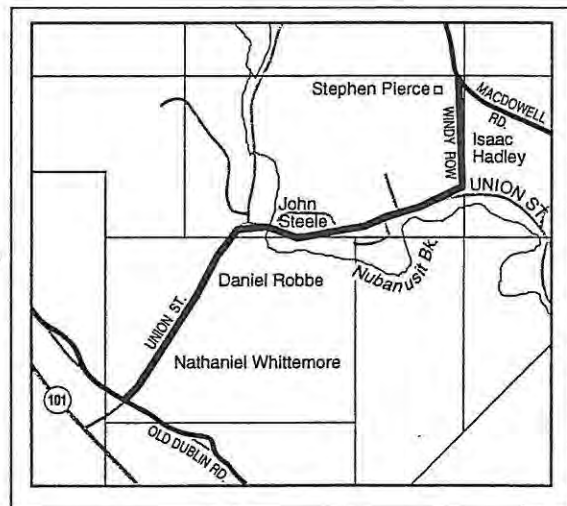 Stephen Pierce
MACDOWELL
RD.
WINDY ROW
Isaac
Hadley
UNION ST.
John
Steele
Nubanusit Bk.
Daniel Robbe
UNION ST.
Nathaniel Whittemore
101
OLD DUBLIN RD.